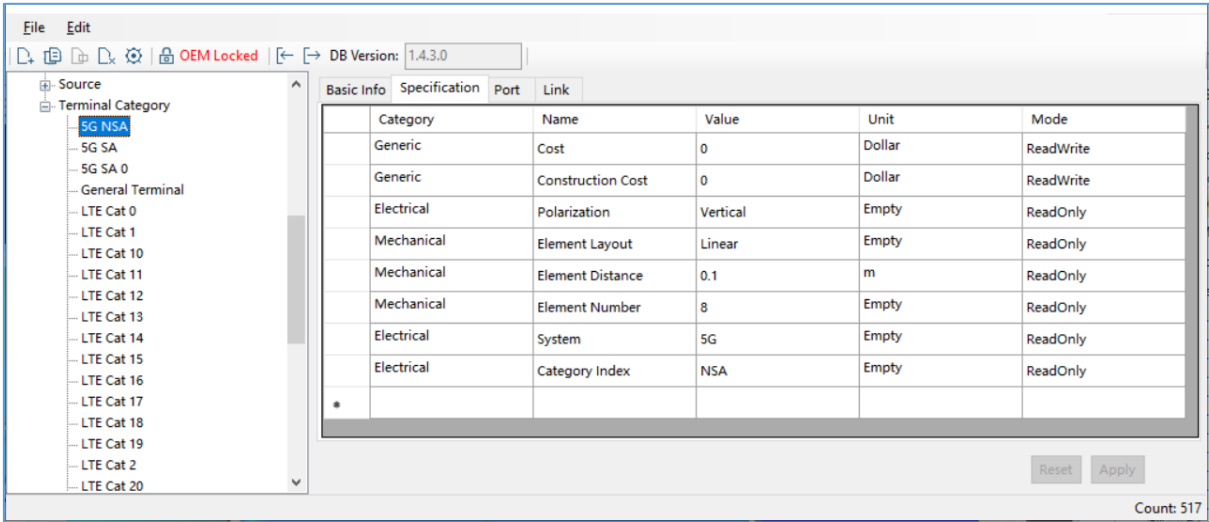 File Edit
OEM Locked DB Version: 1.4.3.0
Source
Terminal Category
5G NSA
5G SA
5G SA 0
General Terminal
LTE Cat 0
LTE Cat 1
LTE Cat 10
LTE Cat 11
LTE Cat 12
LTE Cat 13
LTE Cat 14
LTE Cat 15
LTE Cat 16
LTE Cat 17
LTE Cat 18
LTE Cat 19
LTE Cat 2
LTE Cat 20
Basic Info Specification Port Link
Category Name Value Unit Mode
Generic Cost 0 Dollar ReadWrite
Generic Construction Cost 0 Dollar ReadWrite
Electrical Polarization Vertical Empty ReadOnly
Mechanical Element Layout Linear Empty ReadOnly
Mechanical Element Distance 0.1 m ReadOnly
Mechanical Element Number 8 Empty ReadOnly
Electrical System 5G Empty ReadOnly
Electrical Category Index NSA Empty ReadOnly
*
Reset Apply
Count: 517